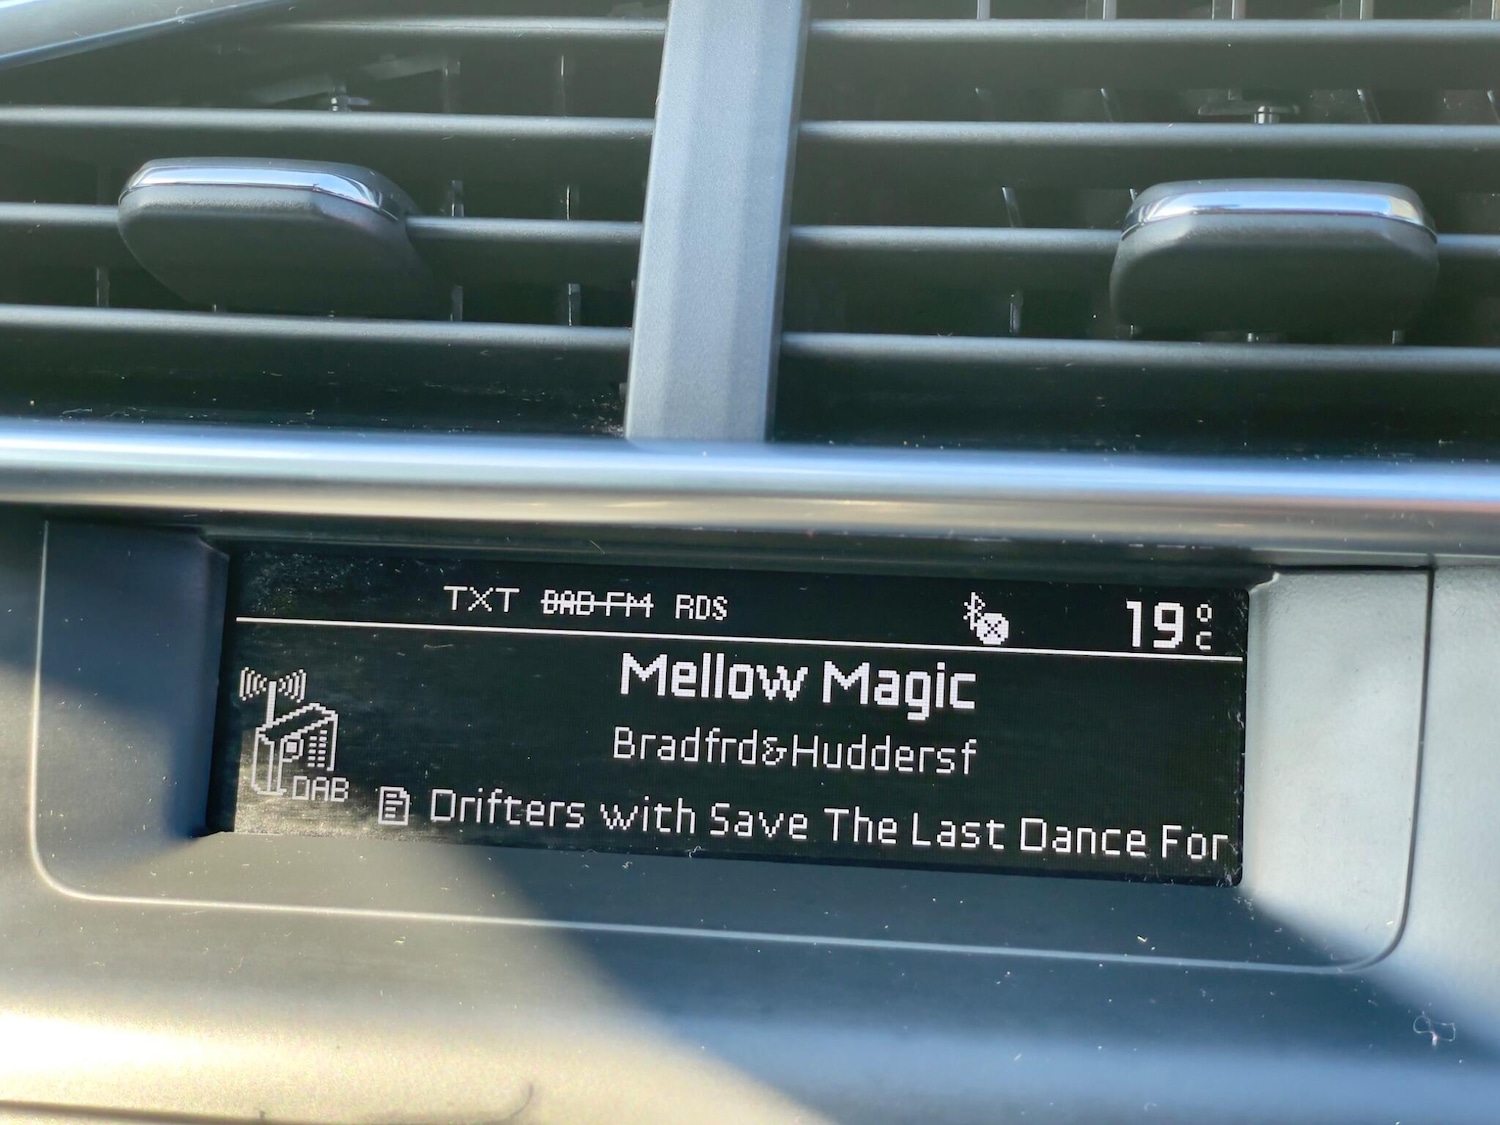 TXT DAB-FM RDS 19°C
Mellow Magic
Bradfrd&Huddersf
DAB
Drifters with Save The Last Dance For